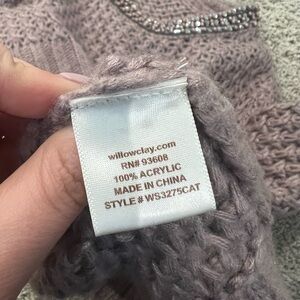 willowclay.com
RN# 93608
100% ACRYLIC
MADE IN CHINA
STYLE # WS3275CAT